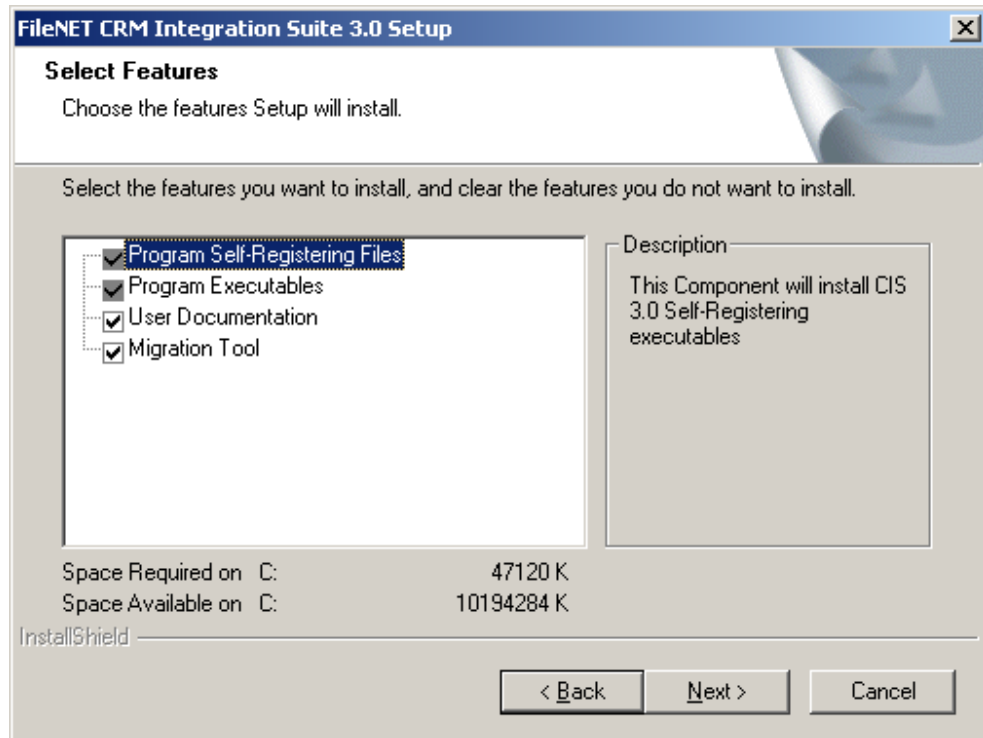 FileNET CRM Integration Suite 3.0 Setup
Select Features
Choose the features Setup will install.
Select the features you want to install, and clear the features you do not want to install.
Program Self-Registering Files
Program Executables
User Documentation
Migration Tool
Description
This Component will install CIS
3.0 Self-Registering
executables
Space Required on C: 47120 K
Space Available on C: 10194284 K
InstallShield
< Back Next > Cancel